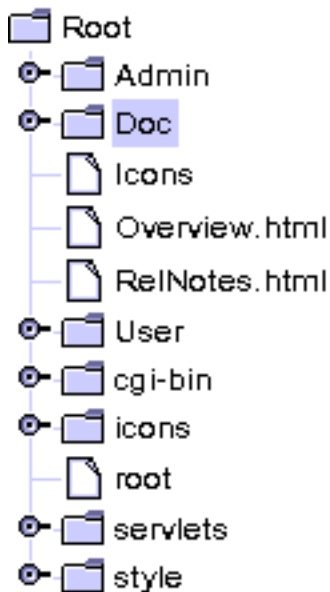 Root
Admin
Doc
Icons
Overview.html
RelNotes.html
User
cgi-bin
icons
root
servlets
style